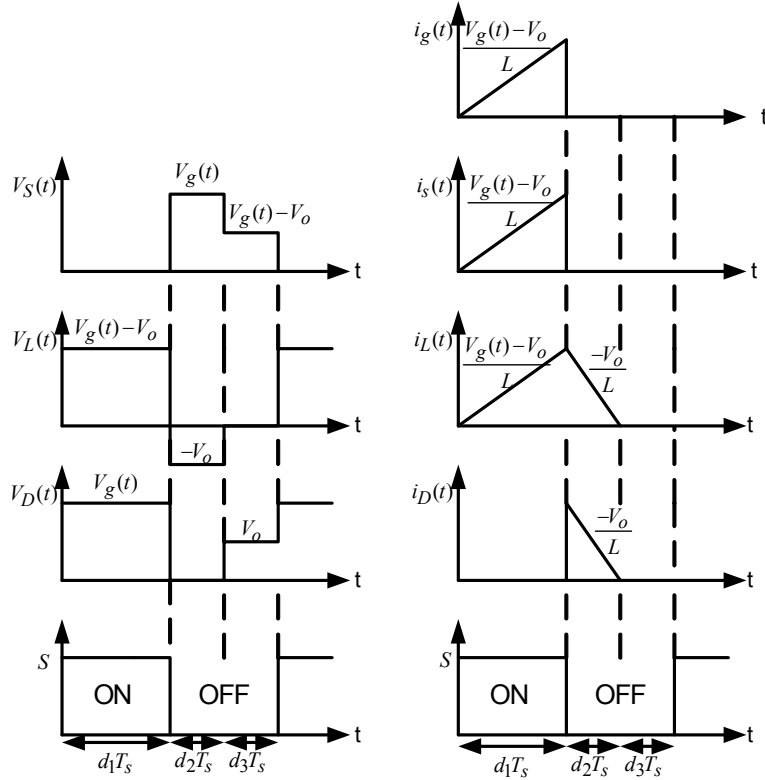 V_S(t)
V_g(t)
V_g(t)−V_o
t
V_L(t)
V_g(t)−V_o
−V_o
t
V_D(t)
V_g(t)
V_o
t
S
ON
OFF
t
d_1T_s
d_2T_s
d_3T_s
i_g(t)
V_g(t)−V_o
L
t
i_s(t)
V_g(t)−V_o
L
t
i_L(t)
V_g(t)−V_o
L
−V_o
L
t
i_D(t)
−V_o
L
t
S
ON
OFF
t
d_1T_s
d_2T_s
d_3T_s